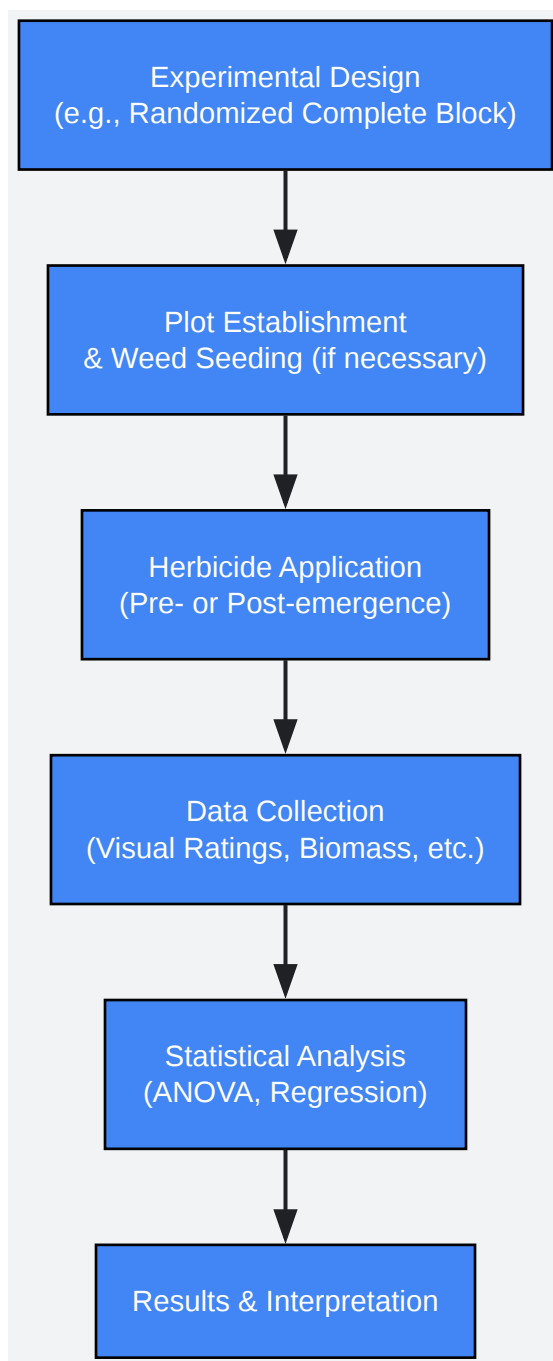 Experimental Design
(e.g., Randomized Complete Block)
Plot Establishment
& Weed Seeding (if necessary)
Herbicide Application
(Pre- or Post-emergence)
Data Collection
(Visual Ratings, Biomass, etc.)
Statistical Analysis
(ANOVA, Regression)
Results & Interpretation